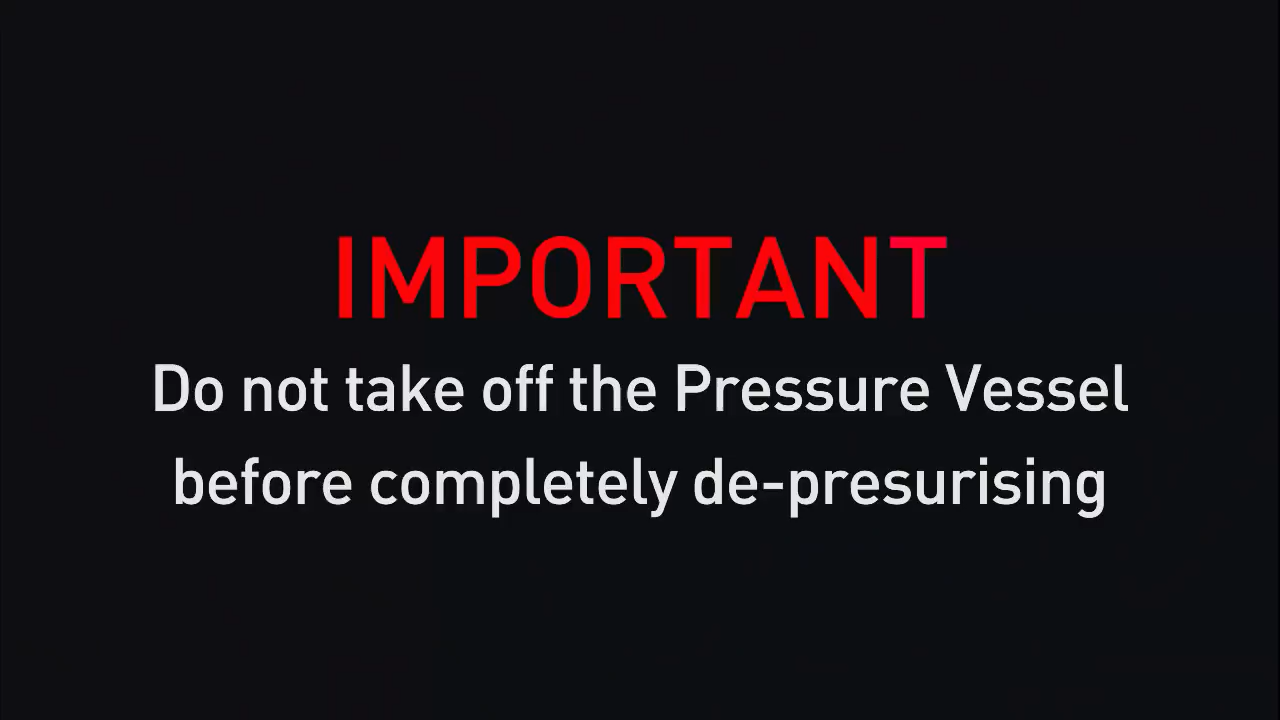 IMPORTANT
Do not take off the Pressure Vessel
before completely de-presurising